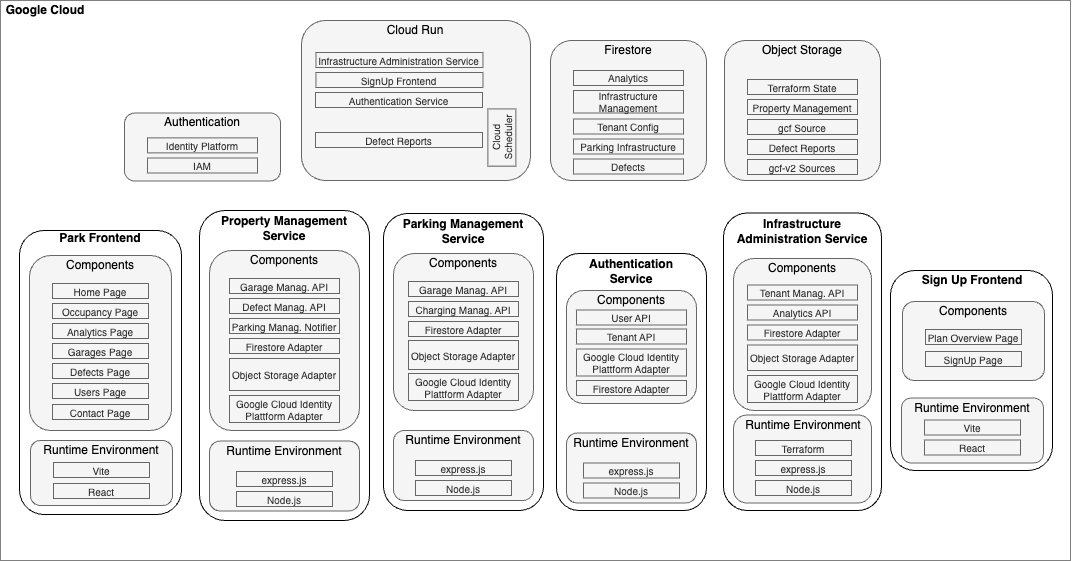 Google Cloud
Cloud Run
Infrastructure Administration Service
SignUp Frontend
Authentication Service
Defect Reports
Cloud
Scheduler
Firestore
Analytics
Infrastructure
Management
Tenant Config
Parking Infrastructure
Defects
Object Storage
Terraform State
Property Management
gcf Source
Defect Reports
gcf-v2 Sources
Authentication
Identity Platform
IAM
Park Frontend
Components
Home Page
Occupancy Page
Analytics Page
Garages Page
Defects Page
Users Page
Contact Page
Runtime Environment
Vite
React
Property Management
Service
Components
Garage Manag. API
Defect Manag. API
Parking Manag. Notifier
Firestore Adapter
Object Storage Adapter
Google Cloud Identity
Plattform Adapter
Runtime Environment
express.js
Node.js
Parking Management
Service
Components
Garage Manag. API
Charging Manag. API
Firestore Adapter
Object Storage Adapter
Google Cloud Identity
Plattform Adapter
Runtime Environment
express.js
Node.js
Authentication
Service
Components
User API
Tenant API
Google Cloud Identity
Plattform Adapter
Firestore Adapter
Runtime Environment
express.js
Node.js
Infrastructure
Administration Service
Components
Tenant Manag. API
Analytics API
Firestore Adapter
Object Storage Adapter
Google Cloud Identity
Plattform Adapter
Runtime Environment
Terraform
express.js
Node.js
Sign Up Frontend
Components
Plan Overview Page
SignUp Page
Runtime Environment
Vite
React